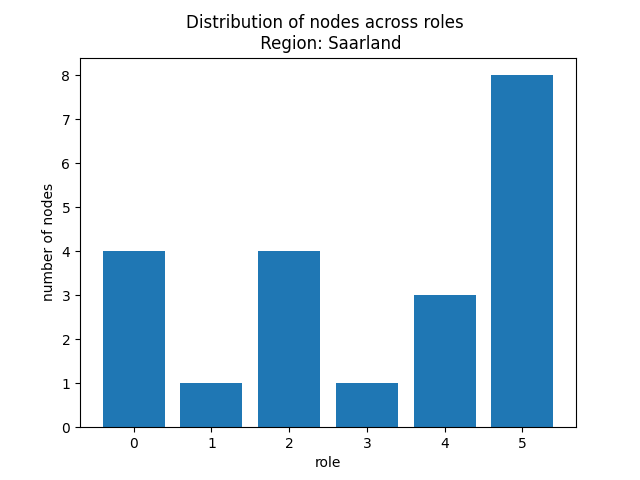 Distribution of nodes across roles
Region: Saarland
8
7
6
5
4
3
2
1
0
number of nodes
0 1 2 3 4 5
role